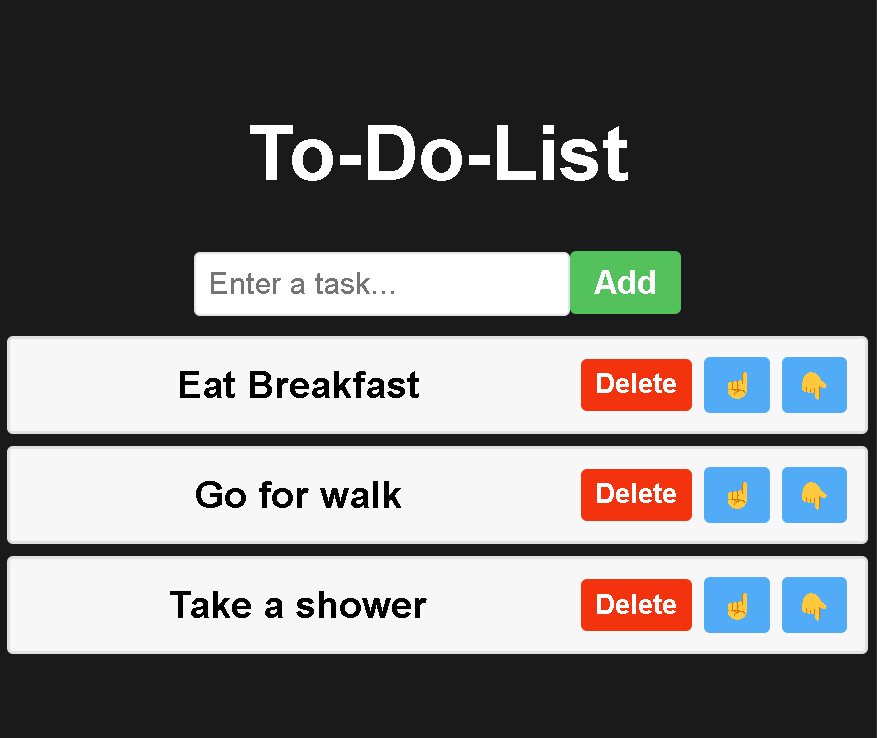 To-Do-List
Enter a task... Add
Eat Breakfast Delete ☝ 👇
Go for walk Delete ☝ 👇
Take a shower Delete ☝ 👇